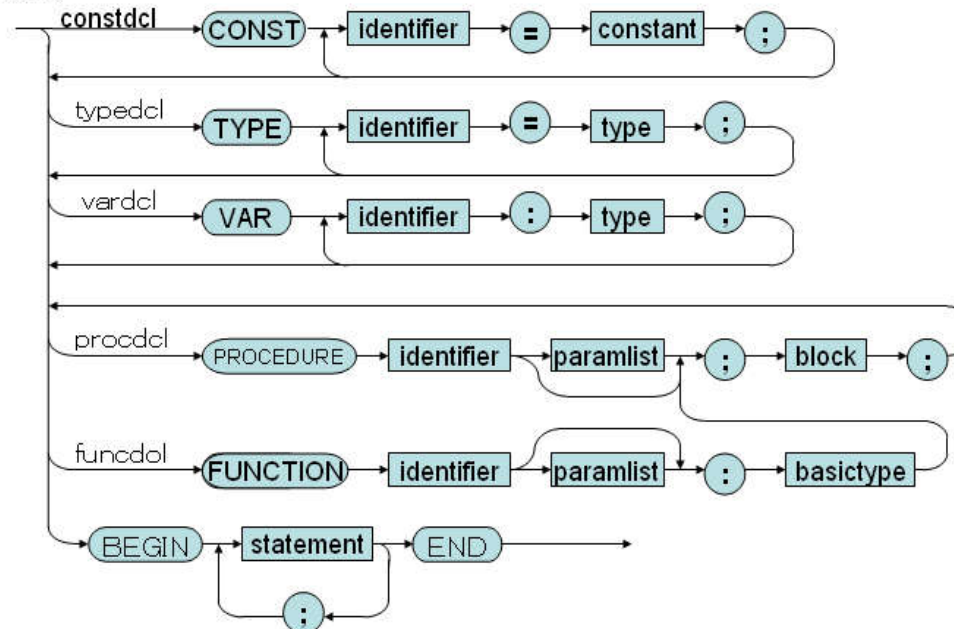 constdcl CONST identifier = constant ;
typedcl TYPE identifier = type ;
vardcl VAR identifier : type ;
procdcl PROCEDURE identifier paramlist ; block ;
funcdcl FUNCTION identifier paramlist : basictype
BEGIN statement END
;